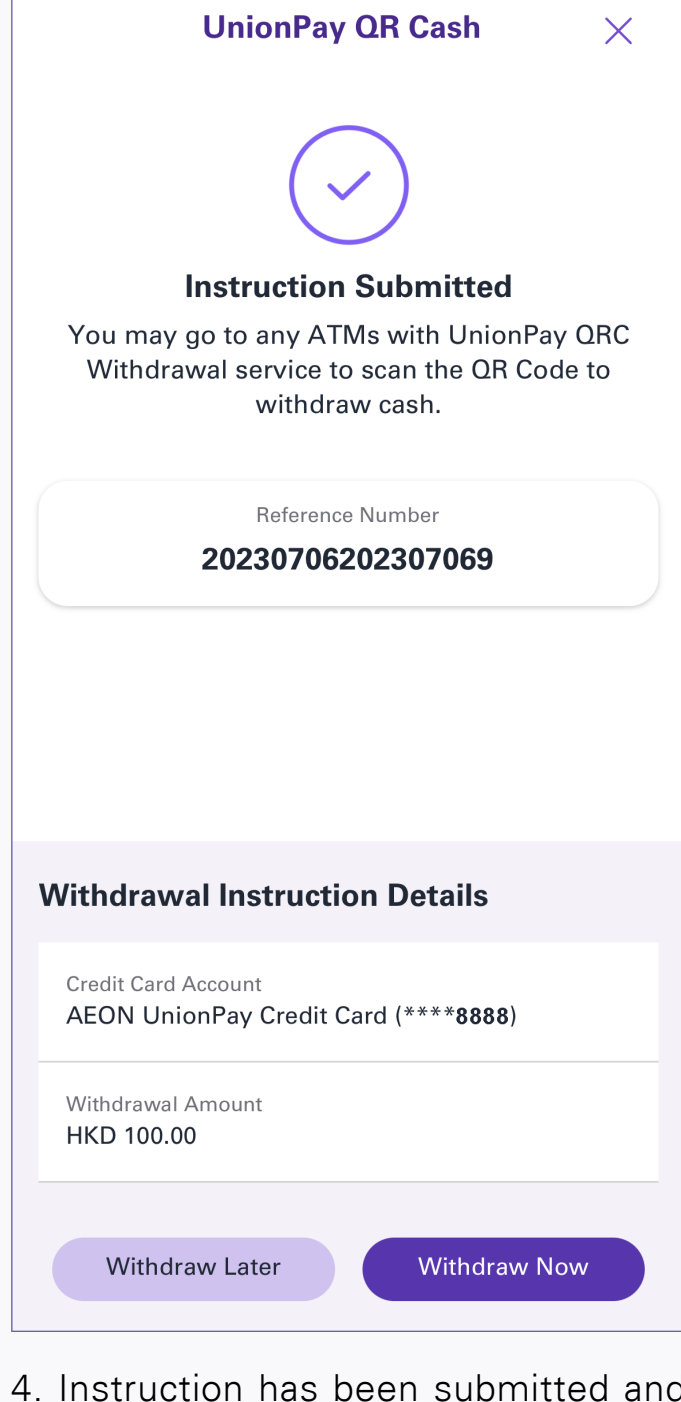 UnionPay QR Cash
Instruction Submitted
You may go to any ATMs with UnionPay QRC
Withdrawal service to scan the QR Code to
withdraw cash.
Reference Number
20230706202307069
Withdrawal Instruction Details
Credit Card Account
AEON UnionPay Credit Card (****8888)
Withdrawal Amount
HKD 100.00
Withdraw Later
Withdraw Now
4. Instruction has been submitted and